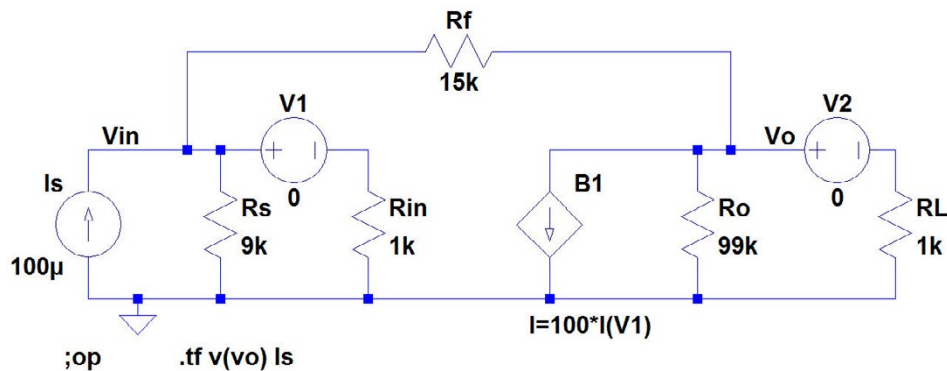 Rf
15k
V1
V2
Vin
Vo
+
+
Is
0
B1
0
Rs
Rin
Ro
RL
9k
1k
99k
1k
100µ
I=100*I(V1)
;op
.tf v(vo) Is